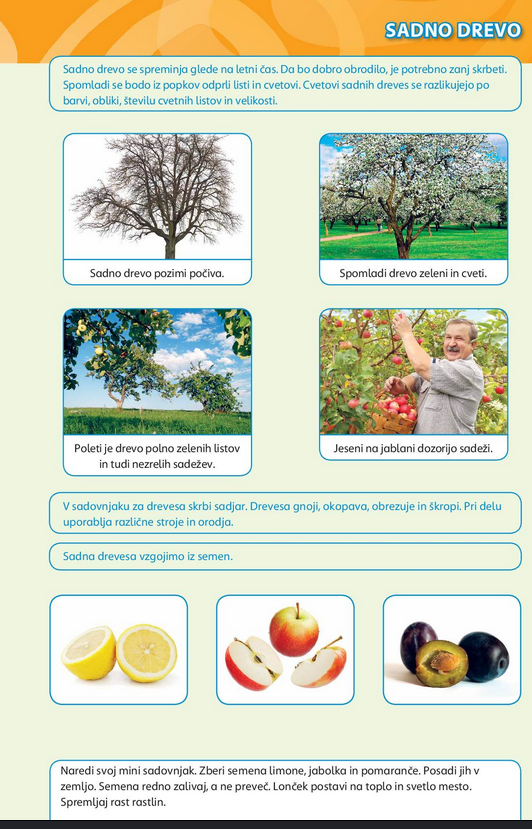 SADNO DREVO
Sadno drevo se spreminja glede na letni čas. Da bo dobro obrodilo, je potrebno zanj skrbeti.
Spomladi se bodo iz popkov odprli listi in cvetovi. Cvetovi sadnih dreves se razlikujejo po
barvi, obliki, številu cvetnih listov in velikosti.
Sadno drevo pozimi počiva.
Spomladi drevo zeleni in cveti.
Poleti je drevo polno zelenih listov
in tudi nezrelih sadežev.
Jeseni na jablani dozorijo sadeži.
V sadovnjaku za drevesa skrbi sadjar. Drevesa gnoji, okopava, obrezuje in škropi. Pri delu
uporablja različne stroje in orodja.
Sadna drevesa vzgojimo iz semen.
Naredi svoj mini sadovnjak. Zberi semena limone, jabolka in pomaranče. Posadi jih v
zemljo. Semena redno zalivaj, a ne preveč. Lonček postavi na toplo in svetlo mesto.
Spremljaj rast rastlin.